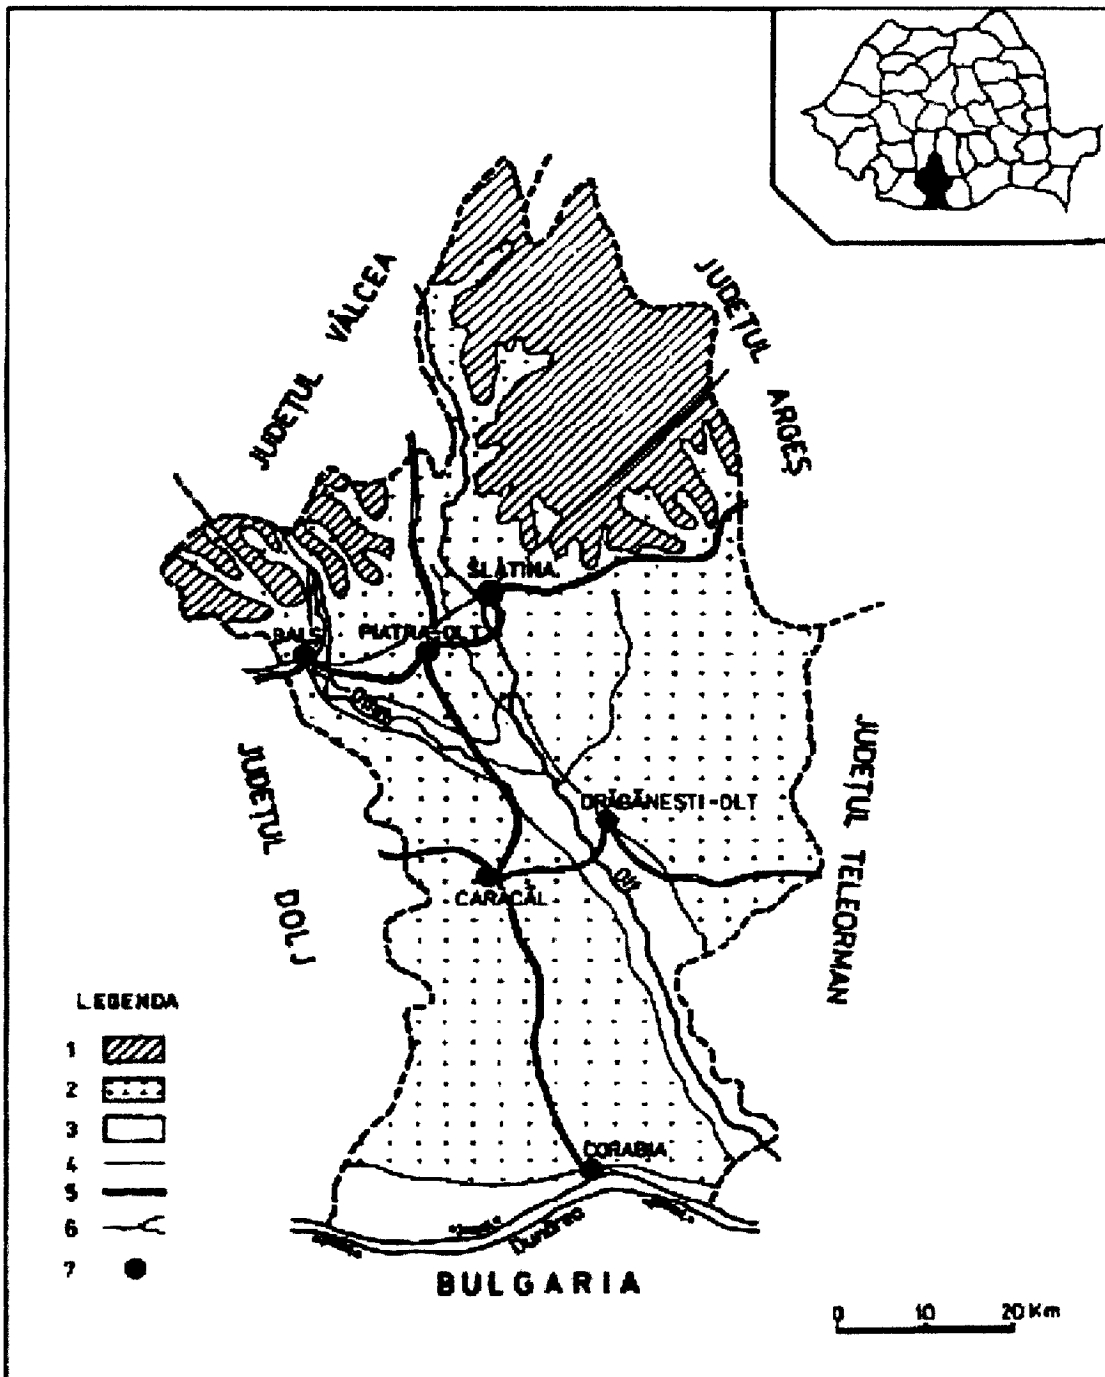 JUDEȚUL VÂLCEA
JUDEȚUL ARGEȘ
SLATINA
BALȘ
PIATRA-OLT
JUDEȚUL DOLJ
DRĂGĂNEȘTI-OLT
JUDEȚUL TELEORMAN
Olt
CARACAL
LEGENDA
1
2
3
4
5
6
7
CORABIA
Dunărea
BULGARIA
0 10 20 Km